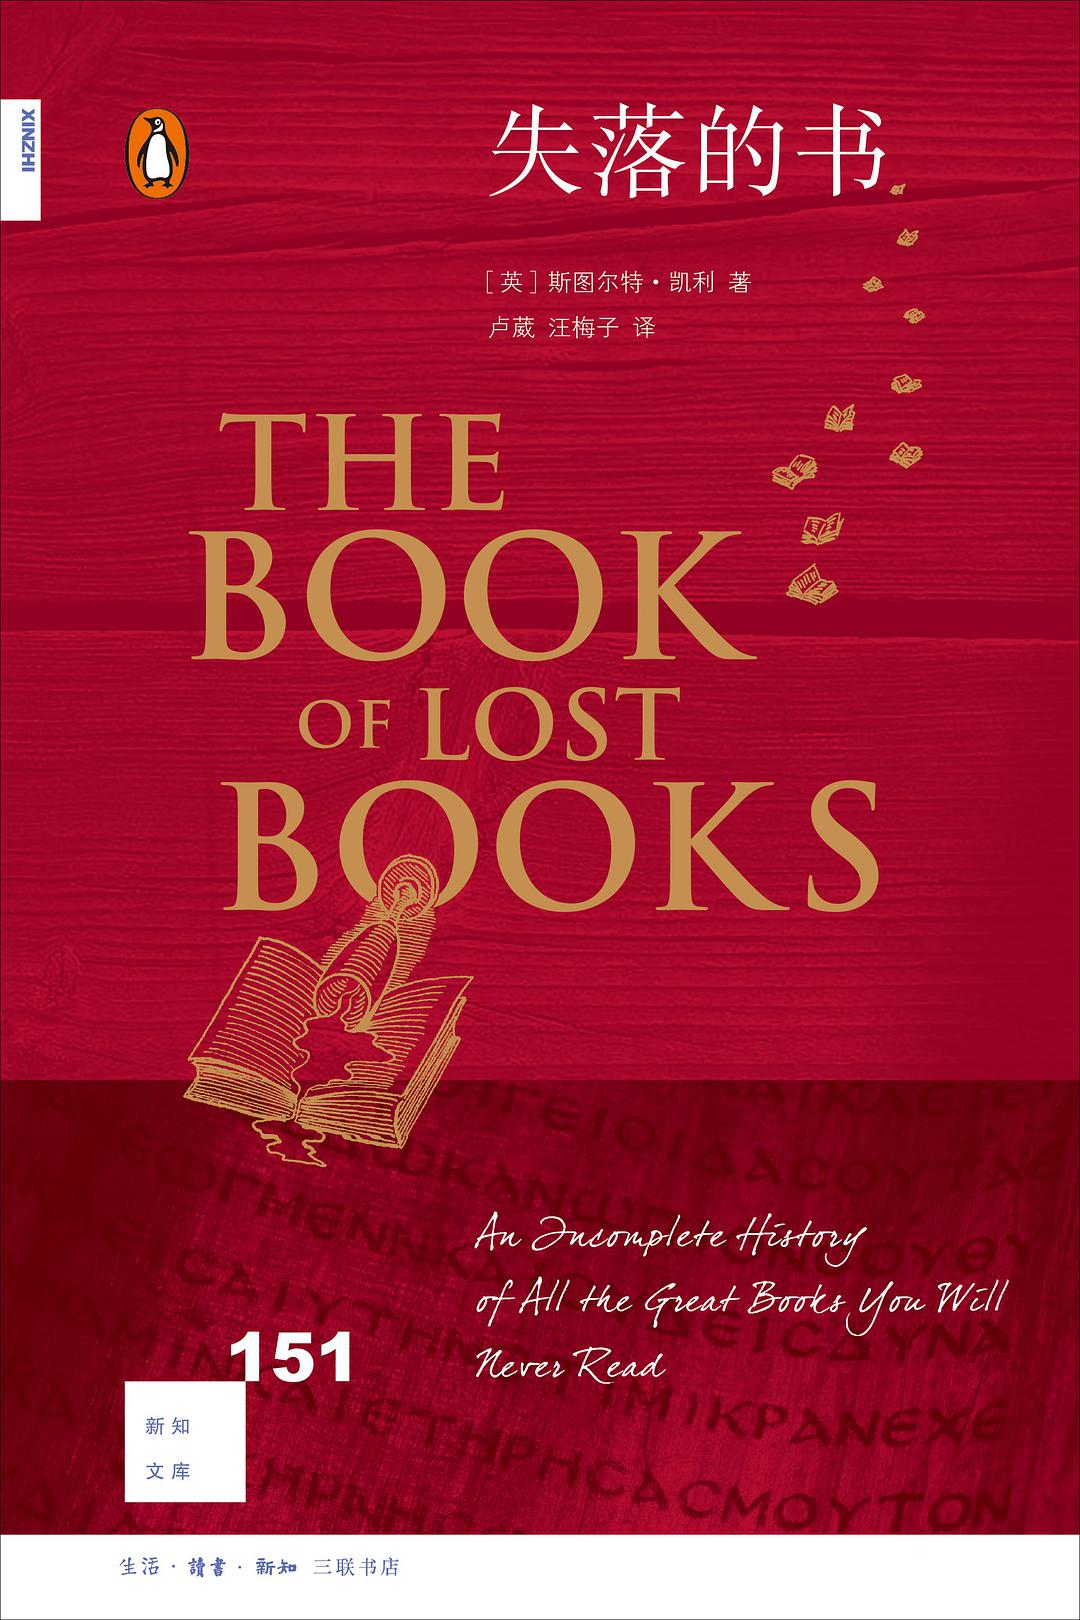 XINZHI
失落的书
［英］斯图尔特·凯利 著
卢葳 汪梅子 译
THE
BOOK
OF LOST
BOOKS
An Incomplete History
of All the Great Books You Will
Never Read
151
新知
文库
生活·讀書·新知 三联书店